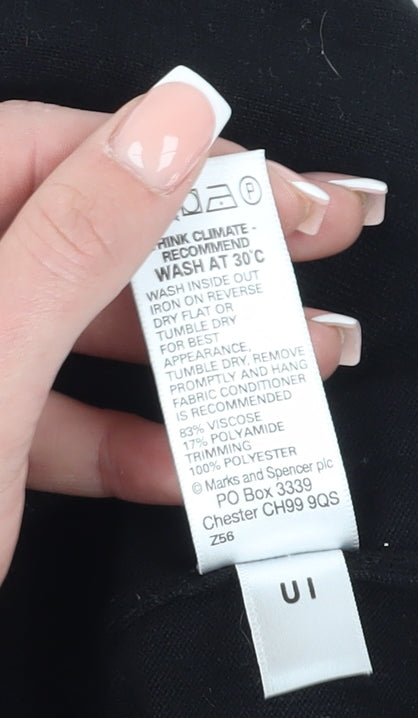 P
HINK CLIMATE -
RECOMMEND
WASH AT 30°C
WASH INSIDE OUT
IRON ON REVERSE
DRY FLAT OR
TUMBLE DRY
FOR BEST
APPEARANCE,
TUMBLE DRY, REMOVE
PROMPTLY AND HANG
FABRIC CONDITIONER
IS RECOMMENDED
83% VISCOSE
17% POLYAMIDE
TRIMMING
100% POLYESTER
© Marks and Spencer plc
PO Box 3339
Chester CH99 9QS
Z56
UI